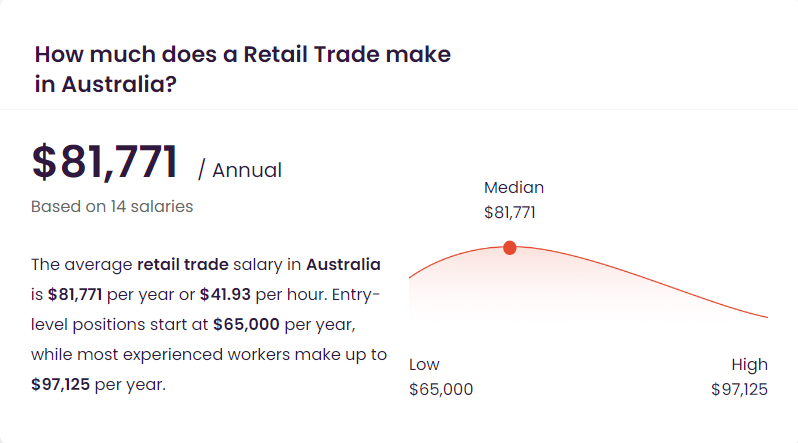 How much does a Retail Trade make
in Australia?
$81,771 / Annual
Based on 14 salaries
The average retail trade salary in Australia
is $81,771 per year or $41.93 per hour. Entry-
level positions start at $65,000 per year,
while most experienced workers make up to
$97,125 per year.
Median
$81,771
Low
$65,000
High
$97,125